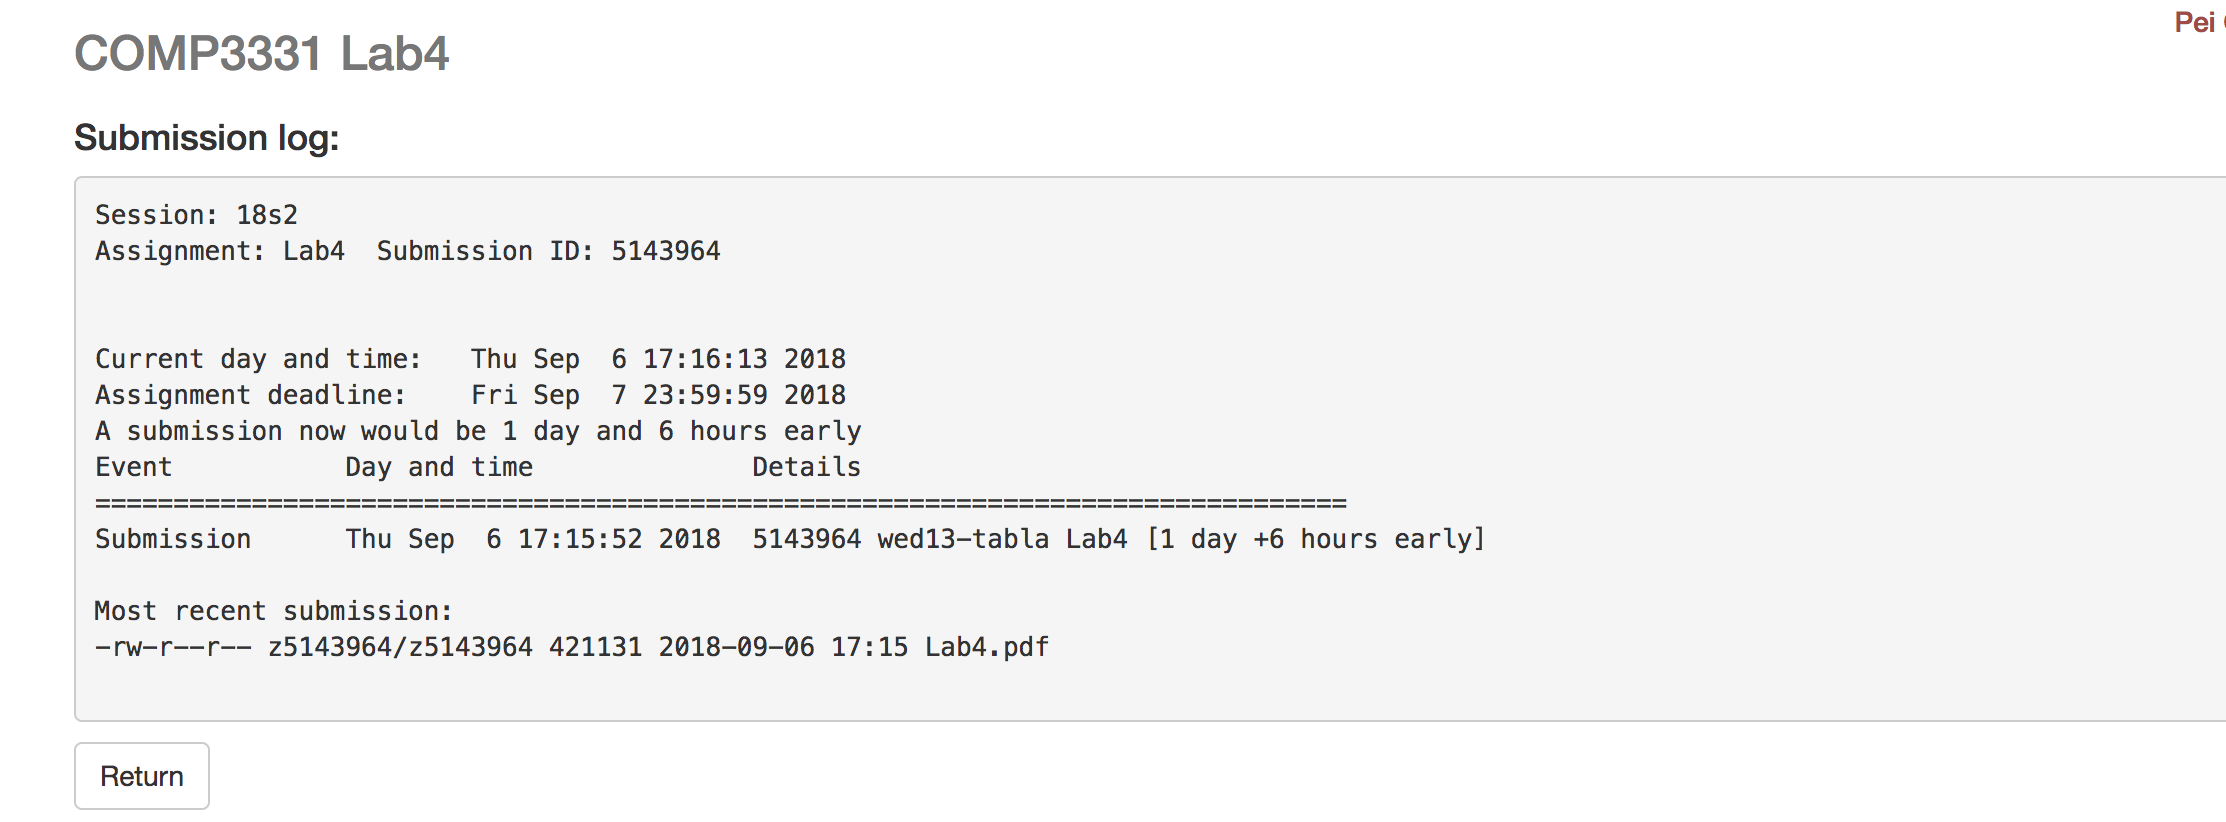 Pei
COMP3331 Lab4
Submission log:
Session: 18s2
Assignment: Lab4  Submission ID: 5143964
Current day and time:   Thu Sep  6 17:16:13 2018
Assignment deadline:    Fri Sep  7 23:59:59 2018
A submission now would be 1 day and 6 hours early
Event           Day and time              Details
================================================================================
Submission      Thu Sep  6 17:15:52 2018  5143964 wed13-tabla Lab4 [1 day +6 hours early]
Most recent submission:
-rw-r--r-- z5143964/z5143964 421131 2018-09-06 17:15 Lab4.pdf
Return